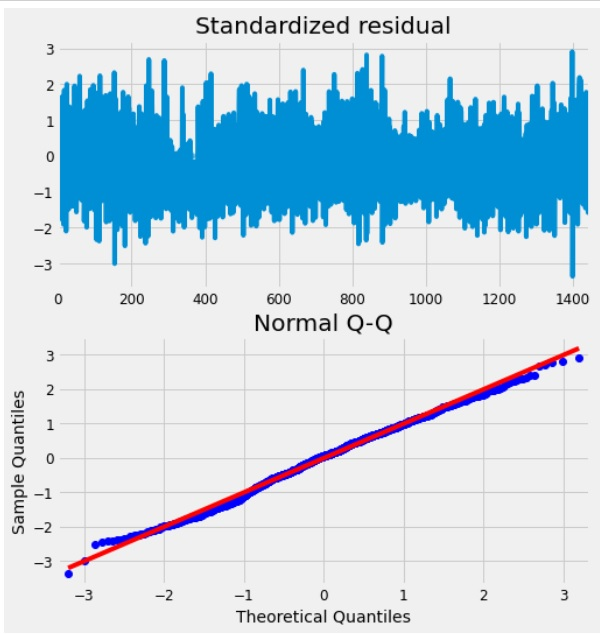 Standardized residual
3
2
1
0
−1
−2
−3
0 200 400 600 800 1000 1200 1400
Normal Q-Q
3
2
1
0
−1
−2
−3
Sample Quantiles
−3 −2 −1 0 1 2 3
Theoretical Quantiles